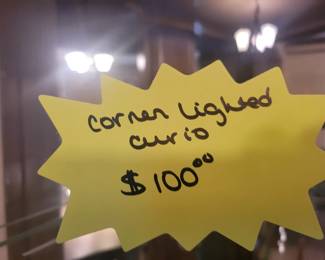 corner lighted
curio
$100⁰⁰